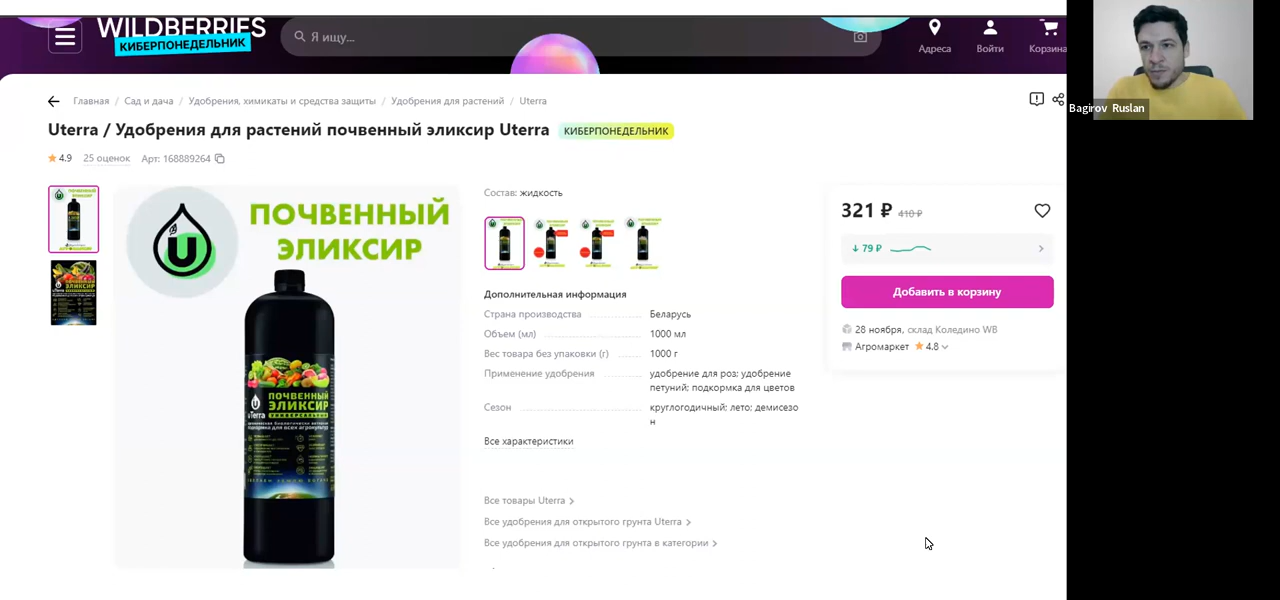 WILDBERRIES
КИБЕРПОНЕДЕЛЬНИК
Я ищу...
Адреса
Войти
Корзина
Bagirov Ruslan
Главная / Сад и дача / Удобрения, химикаты и средства защиты / Удобрения для растений / Uterra
Uterra / Удобрения для растений почвенный эликсир Uterra
КИБЕРПОНЕДЕЛЬНИК
4.9 25 оценок Арт: 168889264
ПОЧВЕННЫЙ
ЭЛИКСИР
U
ПОЧВЕННЫЙ
ЭЛИКСИР
УНИВЕРСАЛЬНЫЙ
uTerra
Состав: жидкость
Дополнительная информация
Страна производства Беларусь
Объем (мл) 1000 мл
Вес товара без упаковки (г) 1000 г
Применение удобрения удобрение для роз; удобрение
петуний; подкормка для цветов
Сезон круглогодичный; лето; демисезо
н
Все характеристики
Все товары Uterra
Все удобрения для открытого грунта Uterra
Все удобрения для открытого грунта в категории
321 ₽ 410 ₽
↓ 79 ₽
Добавить в корзину
28 ноября, склад Коледино WB
Агромаркет 4.8